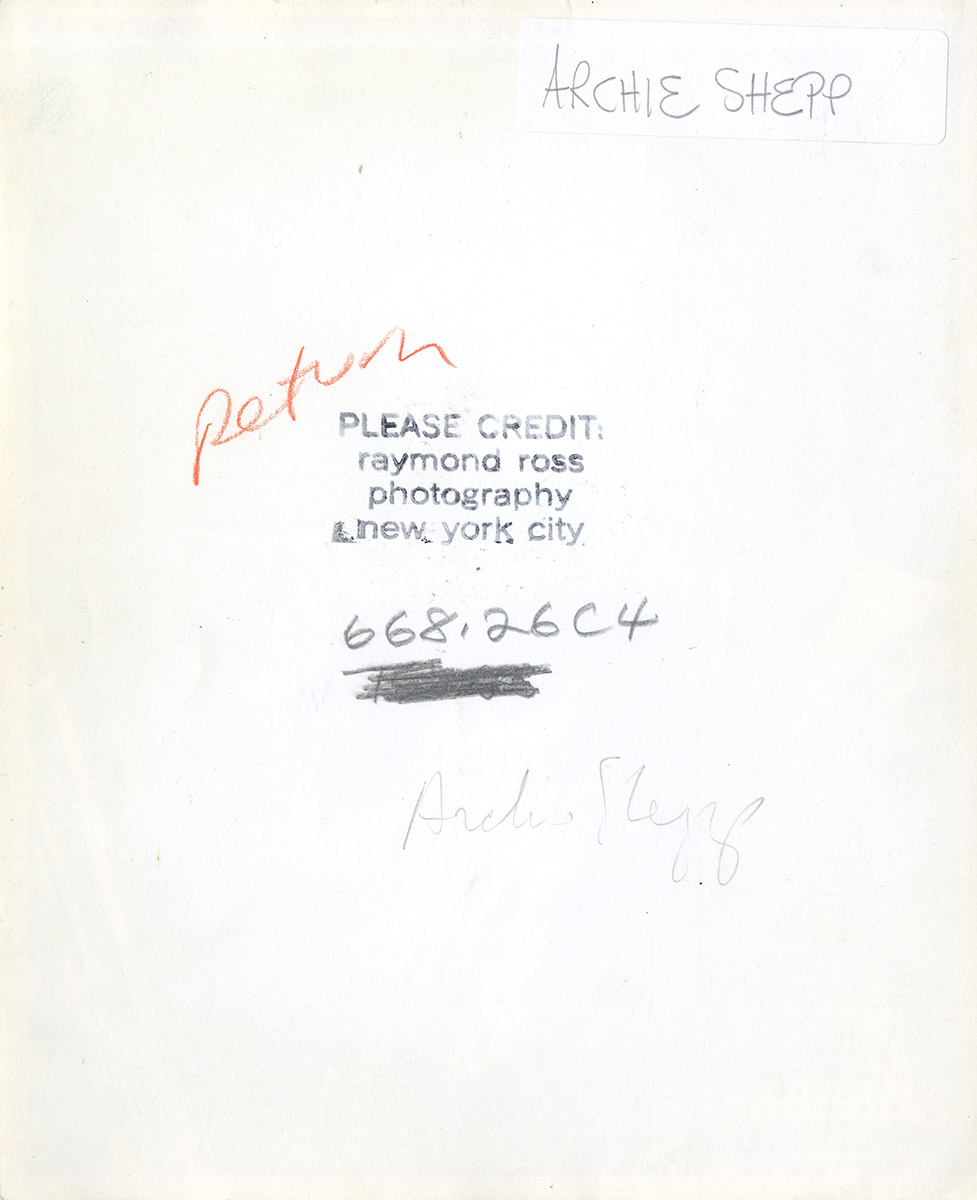 ARCHIE SHEPP
Return
PLEASE CREDIT:
raymond ross
photography
new york city
668.26C4
Archie Shepp